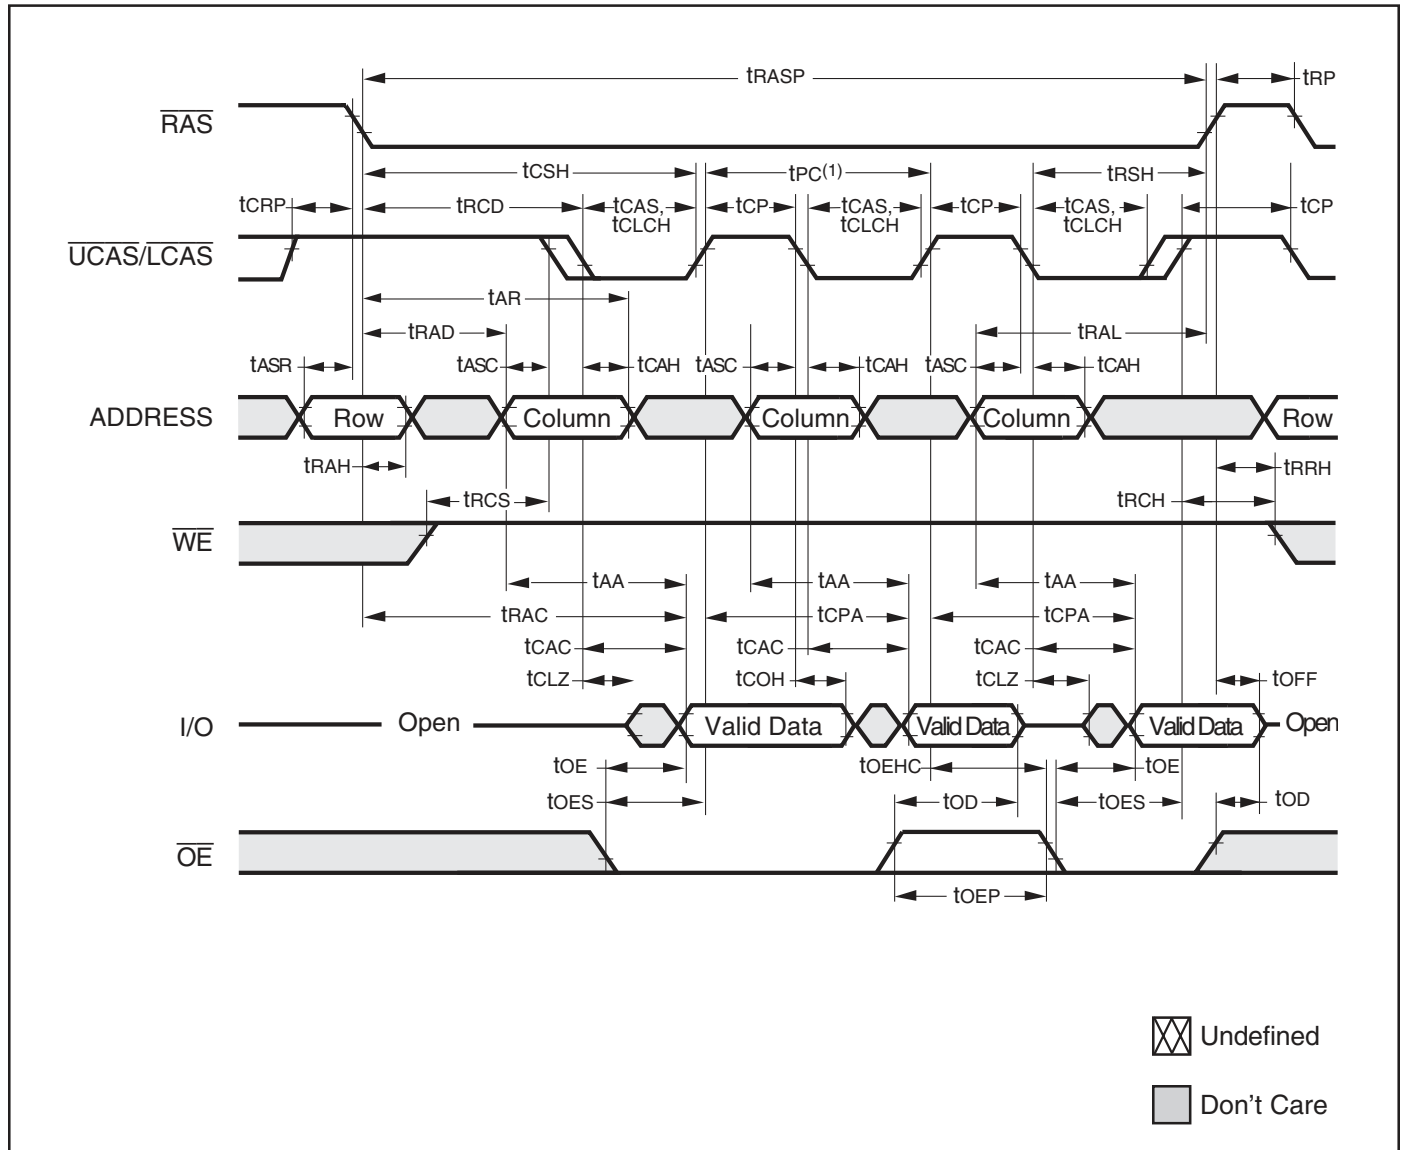 tRASP tRP
RAS
tCSH tPC(1) tRSH
tCRP tRCD tCAS, tCP tCAS, tCP tCAS, tCP
tCLCH tCLCH tCLCH
UCAS/LCAS
tAR
tRAD tRAL
tASR tASC tCAH tASC tCAH tASC tCAH
ADDRESS Row Column Column Column Row
tRAH tRRH
tRCS tRCH
WE
tAA tAA tAA
tRAC tCPA tCPA
tCAC tCAC tCAC
tCLZ tCOH tCLZ tOFF
I/O Open Valid Data Valid Data Valid Data Open
tOE tOEHC tOE
tOES tOD tOES tOD
OE
tOEP
Undefined
Don't Care